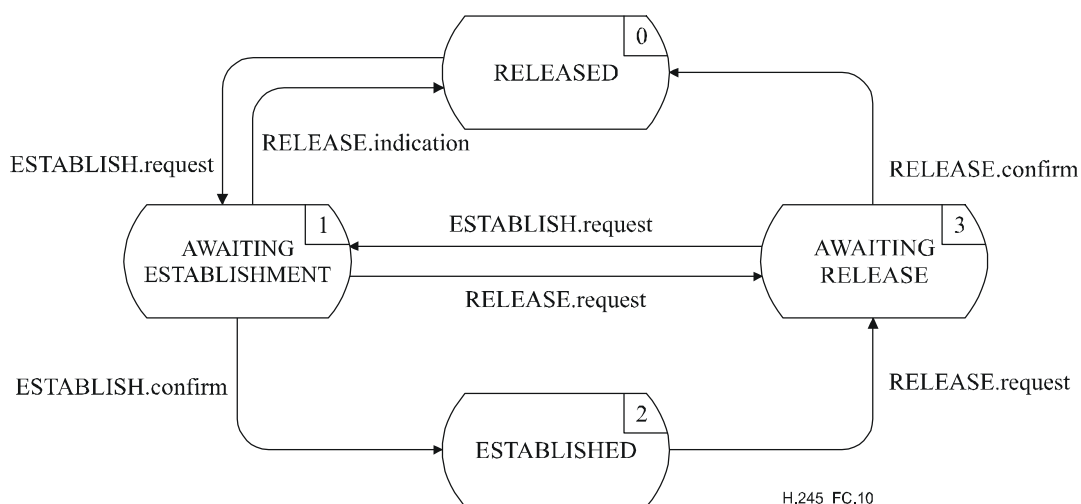 0
RELEASED
RELEASE.indication
ESTABLISH.request
RELEASE.confirm
1
AWAITING
ESTABLISHMENT
ESTABLISH.request
RELEASE.request
3
AWAITING
RELEASE
ESTABLISH.confirm
RELEASE.request
2
ESTABLISHED
H.245_FC.10